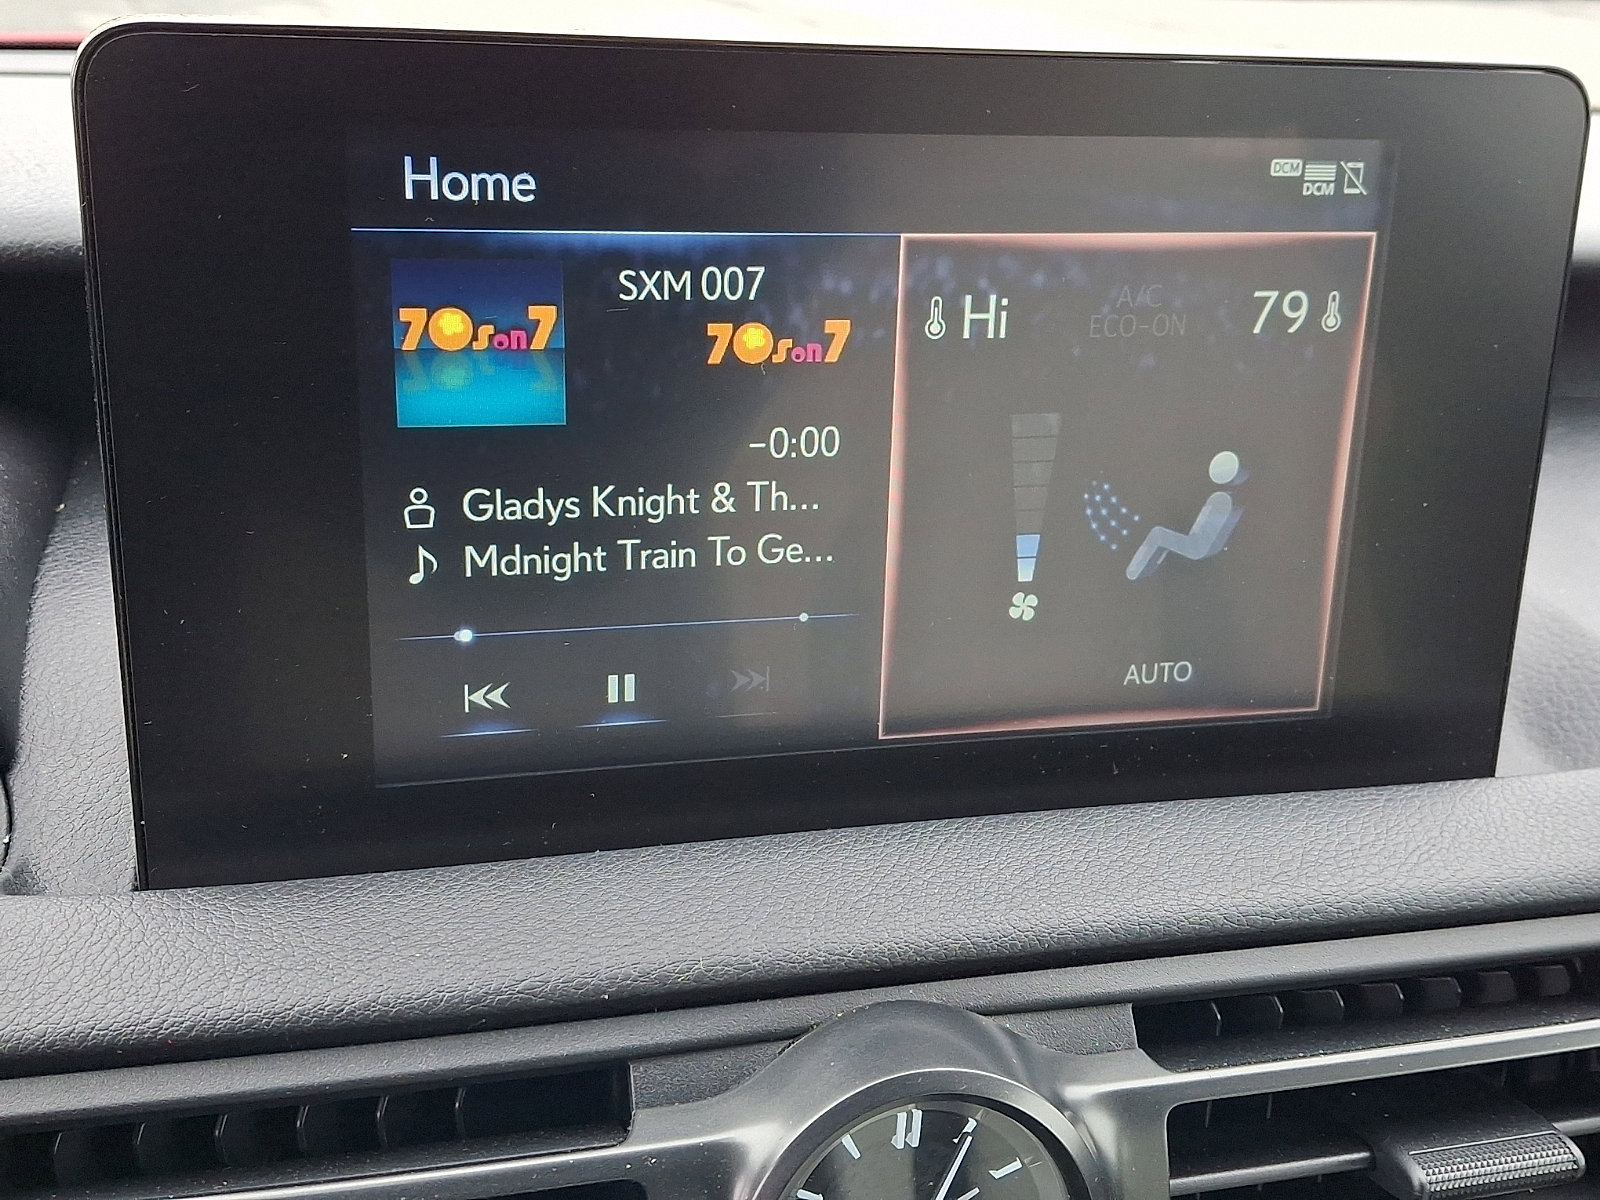 Home
DCM
DCM
SXM 007
70s on 7
70s on 7
-0:00
Gladys Knight & Th...
Mdnight Train To Ge...
Hi
A/C
ECO-ON
79
AUTO